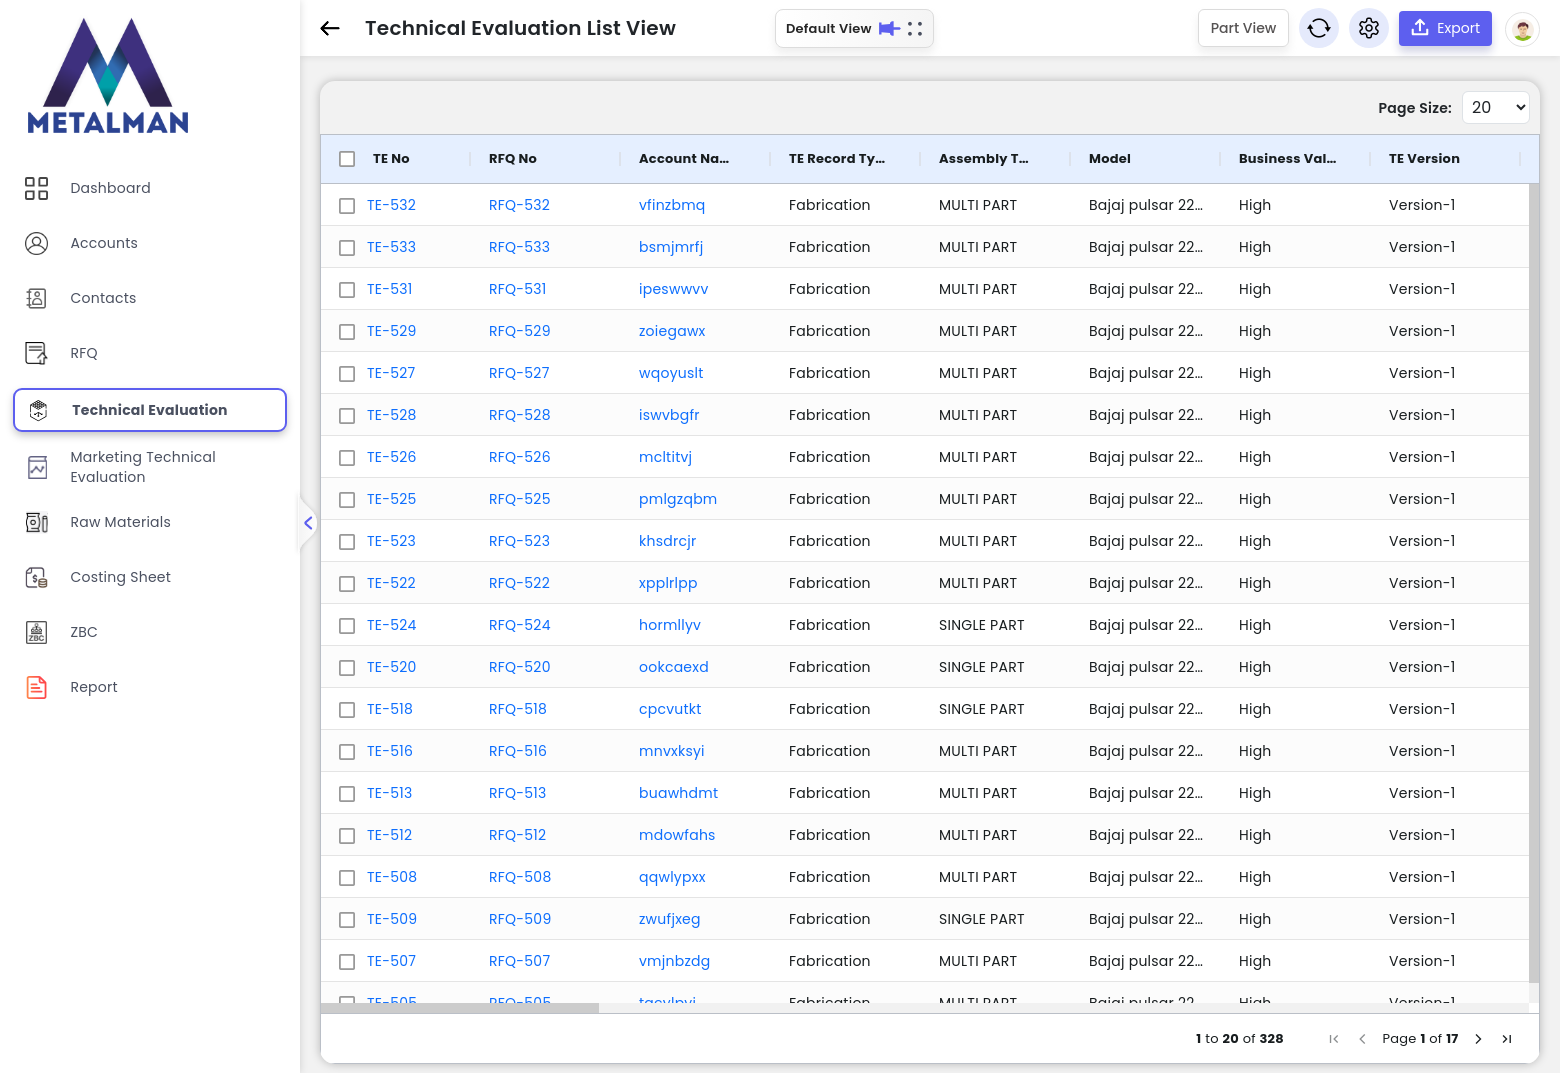 METALMAN
Dashboard
Accounts
Contacts
RFQ
Technical Evaluation
Marketing Technical
Evaluation
Raw Materials
Costing Sheet
ZBC
Report
Technical Evaluation List View
Default View
Part View
Export
Page Size: 20
TE No RFQ No Account Na... TE Record Ty... Assembly T... Model Business Val... TE Version
TE-532 RFQ-532 vfinzbmq Fabrication MULTI PART Bajaj pulsar 22... High Version-1
TE-533 RFQ-533 bsmjmrfj Fabrication MULTI PART Bajaj pulsar 22... High Version-1
TE-531 RFQ-531 ipeswwvv Fabrication MULTI PART Bajaj pulsar 22... High Version-1
TE-529 RFQ-529 zoiegawx Fabrication MULTI PART Bajaj pulsar 22... High Version-1
TE-527 RFQ-527 wqoyuslt Fabrication MULTI PART Bajaj pulsar 22... High Version-1
TE-528 RFQ-528 iswvbgfr Fabrication MULTI PART Bajaj pulsar 22... High Version-1
TE-526 RFQ-526 mcltitvj Fabrication MULTI PART Bajaj pulsar 22... High Version-1
TE-525 RFQ-525 pmlgzqbm Fabrication MULTI PART Bajaj pulsar 22... High Version-1
TE-523 RFQ-523 khsdrcjr Fabrication MULTI PART Bajaj pulsar 22... High Version-1
TE-522 RFQ-522 xpplrlpp Fabrication MULTI PART Bajaj pulsar 22... High Version-1
TE-524 RFQ-524 hormllyv Fabrication SINGLE PART Bajaj pulsar 22... High Version-1
TE-520 RFQ-520 ookcaexd Fabrication SINGLE PART Bajaj pulsar 22... High Version-1
TE-518 RFQ-518 cpcvutkt Fabrication SINGLE PART Bajaj pulsar 22... High Version-1
TE-516 RFQ-516 mnvxksyi Fabrication MULTI PART Bajaj pulsar 22... High Version-1
TE-513 RFQ-513 buawhdmt Fabrication MULTI PART Bajaj pulsar 22... High Version-1
TE-512 RFQ-512 mdowfahs Fabrication MULTI PART Bajaj pulsar 22... High Version-1
TE-508 RFQ-508 qqwlypxx Fabrication MULTI PART Bajaj pulsar 22... High Version-1
TE-509 RFQ-509 zwufjxeg Fabrication SINGLE PART Bajaj pulsar 22... High Version-1
TE-507 RFQ-507 vmjnbzdg Fabrication MULTI PART Bajaj pulsar 22... High Version-1
TE-505 RFQ-505 Fabrication MULTI PART Bajaj pulsar 22... High Version-1
1 to 20 of 328 Page 1 of 17